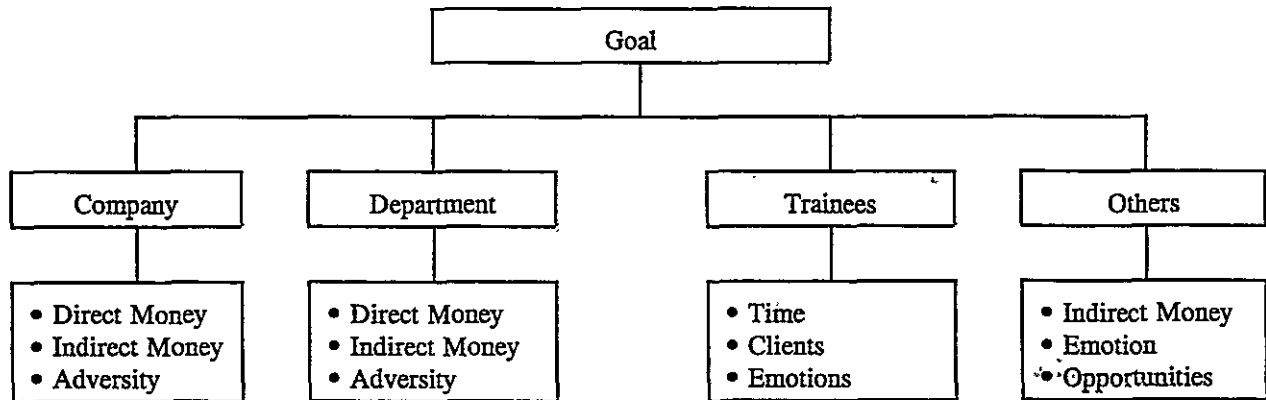 Goal
Company
Department
Trainees
Others
• Direct Money
• Indirect Money
• Adversity
• Direct Money
• Indirect Money
• Adversity
• Time
• Clients
• Emotions
• Indirect Money
• Emotion
• Opportunities